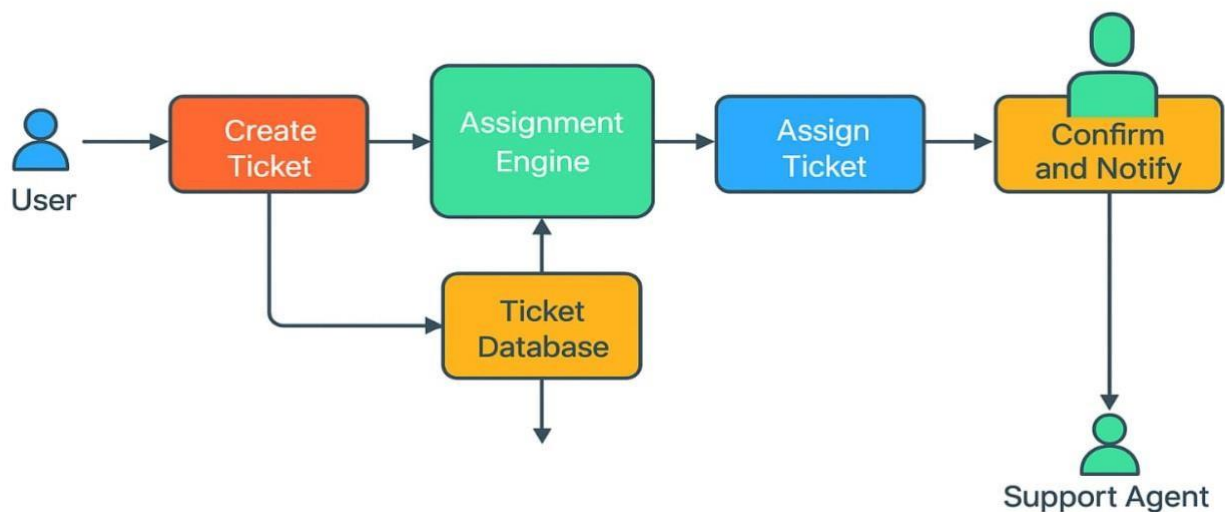 User
Create
Ticket
Assignment
Engine
Ticket
Database
Assign
Ticket
Confirm
and Notify
Support Agent